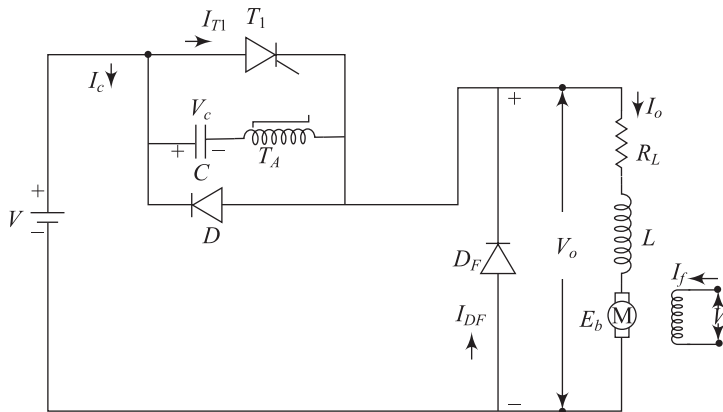 I_{T1}
T_1
I_c
V_c
+
−
C
T_A
D
+
V
−
+
I_o
R_L
V_o
L
D_F
I_f
I_{DF}
E_b
M
V
−